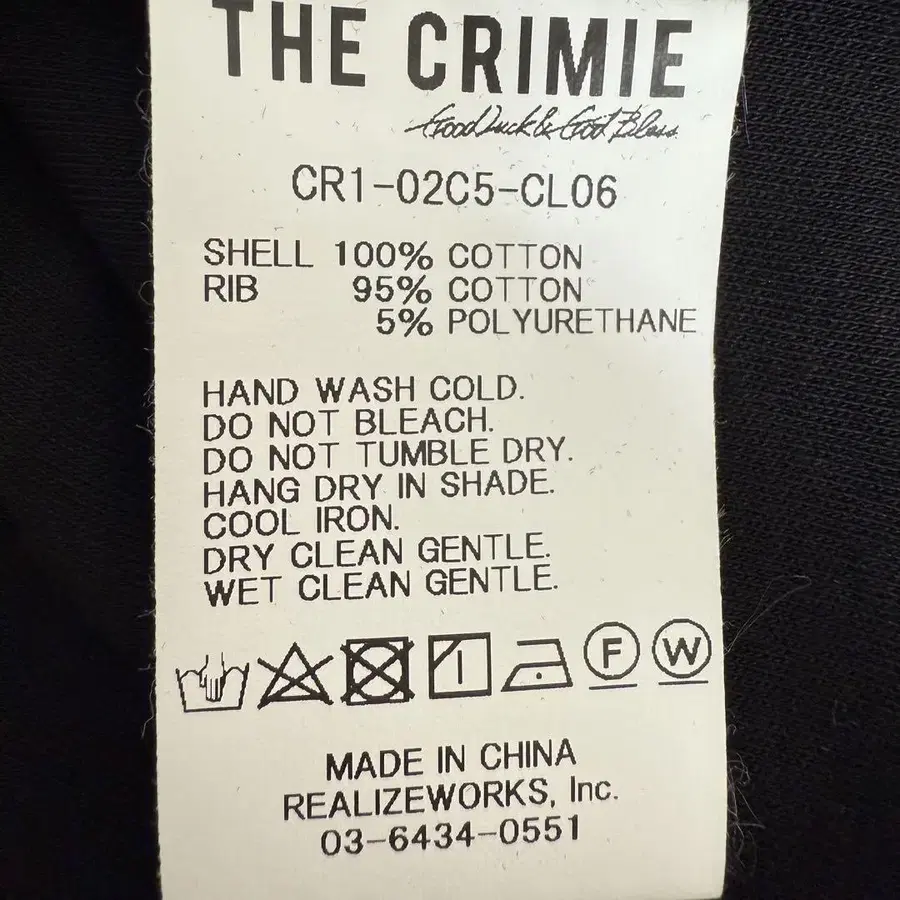 THE CRIMIE
Good Luck & God Bless
CR1-02C5-CL06
SHELL 100% COTTON
RIB 95% COTTON
5% POLYURETHANE
HAND WASH COLD.
DO NOT BLEACH.
DO NOT TUMBLE DRY.
HANG DRY IN SHADE.
COOL IRON.
DRY CLEAN GENTLE.
WET CLEAN GENTLE.
F W
MADE IN CHINA
REALIZEWORKS, Inc.
03-6434-0551